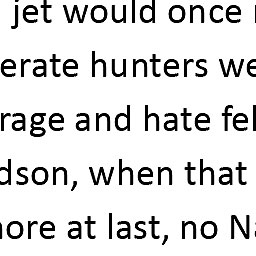 jet would once
erate hunters we
rage and hate fel
dson, when that
ore at last, no Na